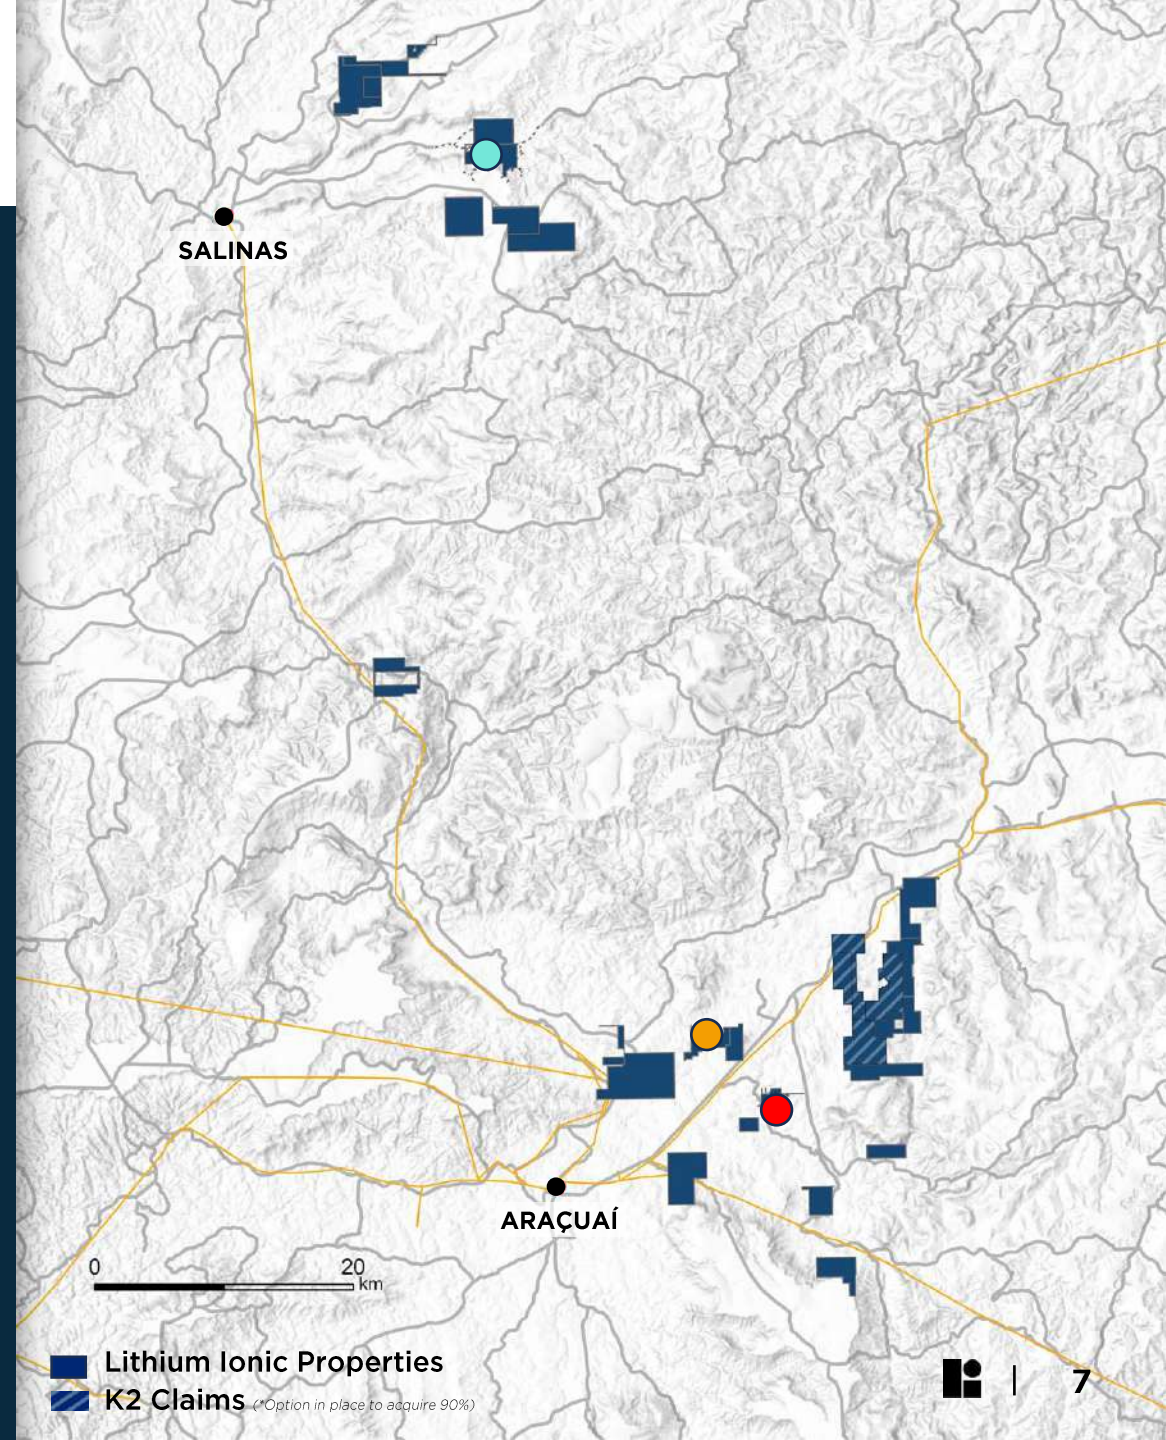 SALINAS
ARAÇUAÍ
0 20
km
Lithium Ionic Properties
K2 Claims (*Option in place to acquire 90%)
7